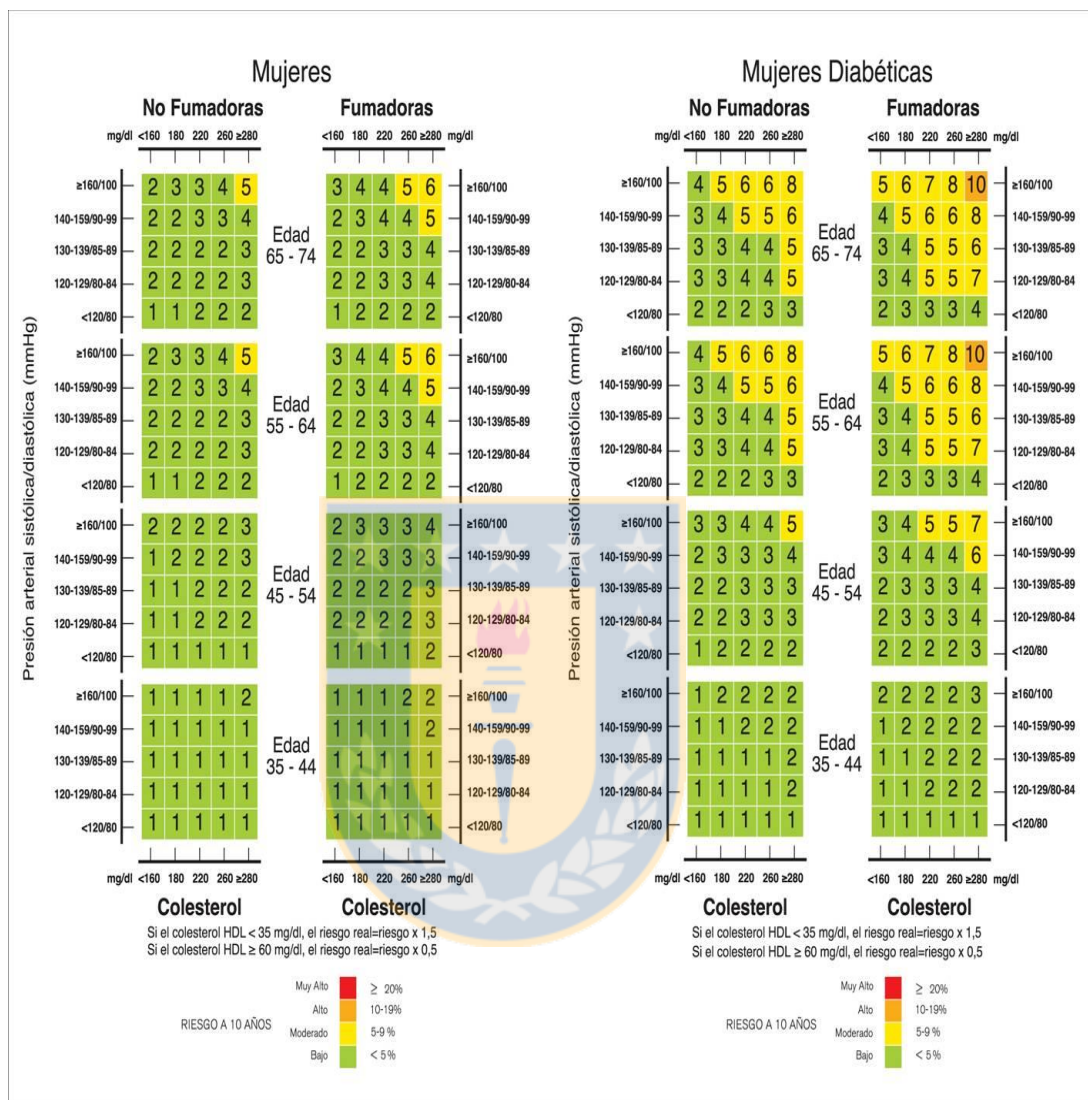 Mujeres
Mujeres Diabéticas
No Fumadoras Fumadoras
No Fumadoras Fumadoras
mg/dl <160 180 220 260 ≥280 <160 180 220 260 ≥280 mg/dl
mg/dl <160 180 220 260 ≥280 <160 180 220 260 ≥280 mg/dl
Presión arterial sistólica/diastólica (mmHg)
≥160/100 2 3 3 4 5 3 4 4 5 6 ≥160/100
140-159/90-99 2 2 3 3 4 2 3 4 4 5 140-159/90-99
Edad
65 - 74
130-139/85-89 2 2 2 2 3 2 2 3 3 4 130-139/85-89
120-129/80-84 2 2 2 2 3 2 2 3 3 4 120-129/80-84
<120/80 1 1 2 2 2 1 2 2 2 2 <120/80
≥160/100 2 3 3 4 5 3 4 4 5 6 ≥160/100
140-159/90-99 2 2 3 3 4 2 3 4 4 5 140-159/90-99
Edad
55 - 64
130-139/85-89 2 2 2 2 3 2 2 3 3 4 130-139/85-89
120-129/80-84 2 2 2 2 3 2 2 3 3 4 120-129/80-84
<120/80 1 1 2 2 2 1 2 2 2 2 <120/80
≥160/100 2 2 2 2 3 2 3 3 3 4 ≥160/100
140-159/90-99 1 2 2 2 3 2 2 3 3 3 140-159/90-99
Edad
45 - 54
130-139/85-89 1 1 2 2 2 2 2 2 2 3 130-139/85-89
120-129/80-84 1 1 2 2 2 2 2 2 2 3 120-129/80-84
<120/80 1 1 1 1 1 1 1 1 1 2 <120/80
≥160/100 1 1 1 1 2 1 1 1 2 2 ≥160/100
140-159/90-99 1 1 1 1 1 1 1 1 1 2 140-159/90-99
Edad
35 - 44
130-139/85-89 1 1 1 1 1 1 1 1 1 1 130-139/85-89
120-129/80-84 1 1 1 1 1 1 1 1 1 1 120-129/80-84
<120/80 1 1 1 1 1 1 1 1 1 1 <120/80
mg/dl <160 180 220 260 ≥280 <160 180 220 260 ≥280 mg/dl
Colesterol Colesterol
Si el colesterol HDL < 35 mg/dl, el riesgo real=riesgo x 1,5
Si el colesterol HDL ≥ 60 mg/dl, el riesgo real=riesgo x 0,5
RIESGO A 10 AÑOS
Muy Alto ≥ 20%
Alto 10-19%
Moderado 5-9 %
Bajo < 5 %
Presión arterial sistólica/diastólica (mmHg)
≥160/100 4 5 6 6 8 5 6 7 8 10 ≥160/100
140-159/90-99 3 4 5 5 6 4 5 6 6 8 140-159/90-99
Edad
65 - 74
130-139/85-89 3 3 4 4 5 3 4 5 5 6 130-139/85-89
120-129/80-84 3 3 4 4 5 3 4 5 5 7 120-129/80-84
<120/80 2 2 2 3 3 2 3 3 3 4 <120/80
≥160/100 4 5 6 6 8 5 6 7 8 10 ≥160/100
140-159/90-99 3 4 5 5 6 4 5 6 6 8 140-159/90-99
Edad
55 - 64
130-139/85-89 3 3 4 4 5 3 4 5 5 6 130-139/85-89
120-129/80-84 3 3 4 4 5 3 4 5 5 7 120-129/80-84
<120/80 2 2 2 3 3 2 3 3 3 4 <120/80
≥160/100 3 3 4 4 5 3 4 5 5 7 ≥160/100
140-159/90-99 2 3 3 3 4 3 4 4 4 6 140-159/90-99
Edad
45 - 54
130-139/85-89 2 2 3 3 3 2 3 3 3 4 130-139/85-89
120-129/80-84 2 2 3 3 3 2 3 3 3 4 120-129/80-84
<120/80 1 2 2 2 2 2 2 2 2 3 <120/80
≥160/100 1 2 2 2 2 2 2 2 2 3 ≥160/100
140-159/90-99 1 1 2 2 2 1 2 2 2 2 140-159/90-99
Edad
35 - 44
130-139/85-89 1 1 1 1 2 1 1 2 2 2 130-139/85-89
120-129/80-84 1 1 1 1 2 1 1 2 2 2 120-129/80-84
<120/80 1 1 1 1 1 1 1 1 1 1 <120/80
mg/dl <160 180 220 260 ≥280 <160 180 220 260 ≥280 mg/dl
Colesterol Colesterol
Si el colesterol HDL < 35 mg/dl, el riesgo real=riesgo x 1,5
Si el colesterol HDL ≥ 60 mg/dl, el riesgo real=riesgo x 0,5
RIESGO A 10 AÑOS
Muy Alto ≥ 20%
Alto 10-19%
Moderado 5-9 %
Bajo < 5 %